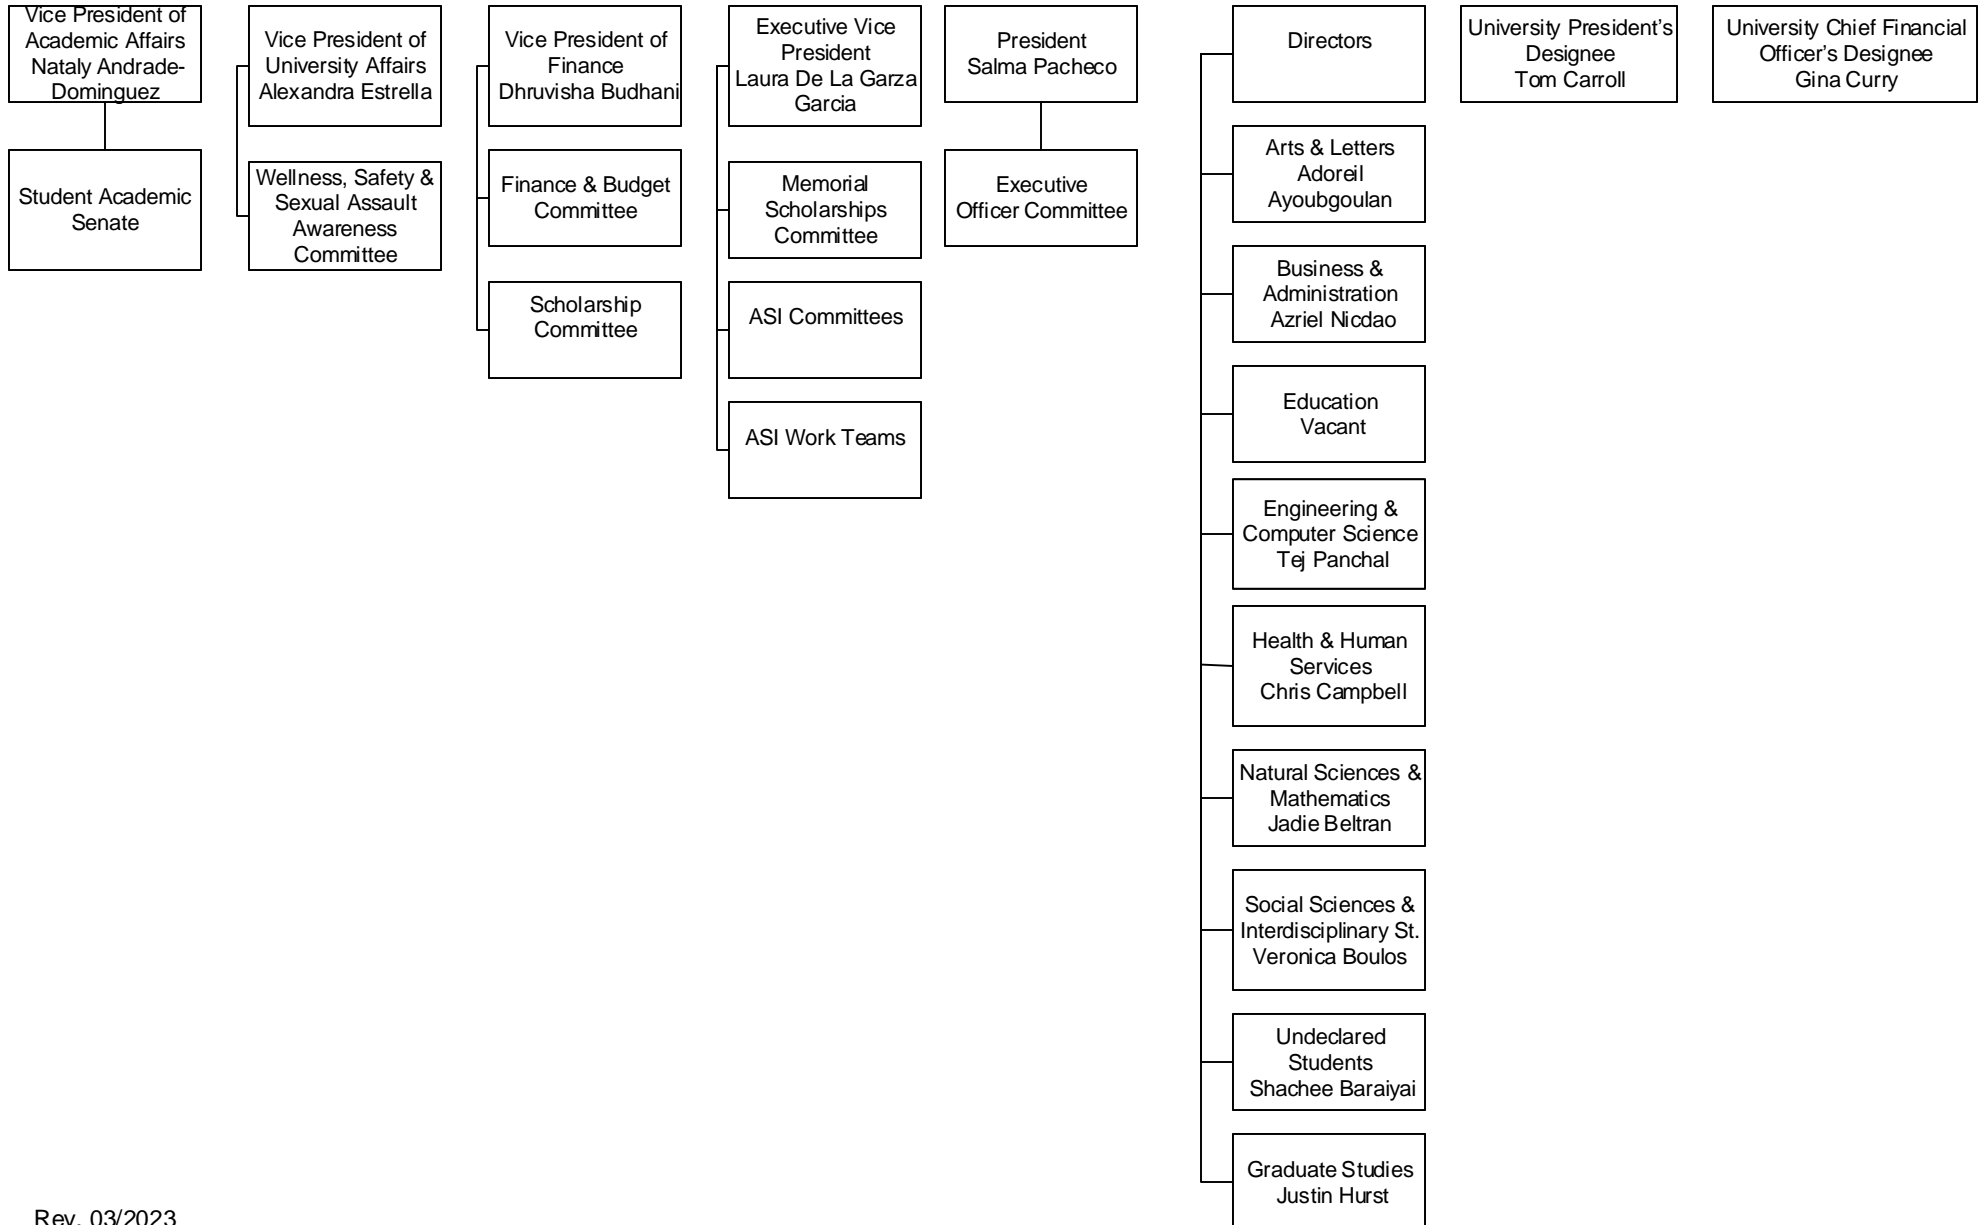 Vice President of
Academic Affairs
Nataly Andrade-
Dominguez
Vice President of
University Affairs
Alexandra Estrella
Vice President of
Finance
Dhruvisha Budhani
Executive Vice
President
Laura De La Garza
Garcia
President
Salma Pacheco
Directors
University President’s
Designee
Tom Carroll
University Chief Financial
Officer’s Designee
Gina Curry
Student Academic
Senate
Wellness, Safety &
Sexual Assault
Awareness
Committee
Finance & Budget
Committee
Scholarship
Committee
Memorial
Scholarships
Committee
ASI Committees
ASI Work Teams
Executive
Officer Committee
Arts & Letters
Adoreil
Ayoubgoulan
Business &
Administration
Azriel Nicdao
Education
Vacant
Engineering &
Computer Science
Tej Panchal
Health & Human
Services
Chris Campbell
Natural Sciences &
Mathematics
Jadie Beltran
Social Sciences &
Interdisciplinary St.
Veronica Boulos
Undeclared
Students
Shachee Baraiyai
Graduate Studies
Justin Hurst
Rev. 03/2023